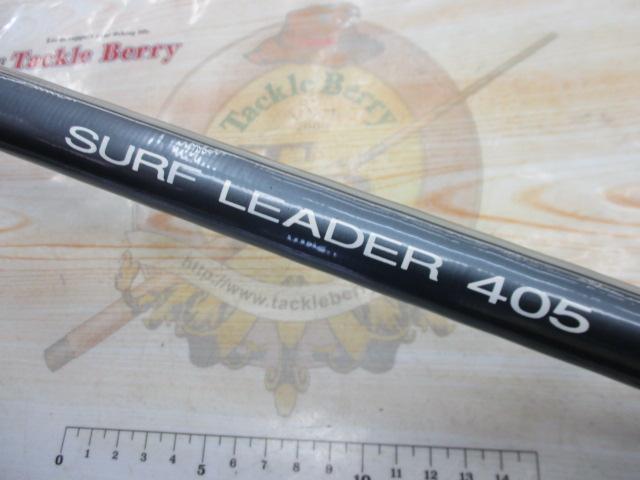 Tackle Berry
Tackle Berry
SURF LEADER 405
http://www.tackleberry
0 1 2 3 4 5 6 7 8 9 10 11 12 13 14